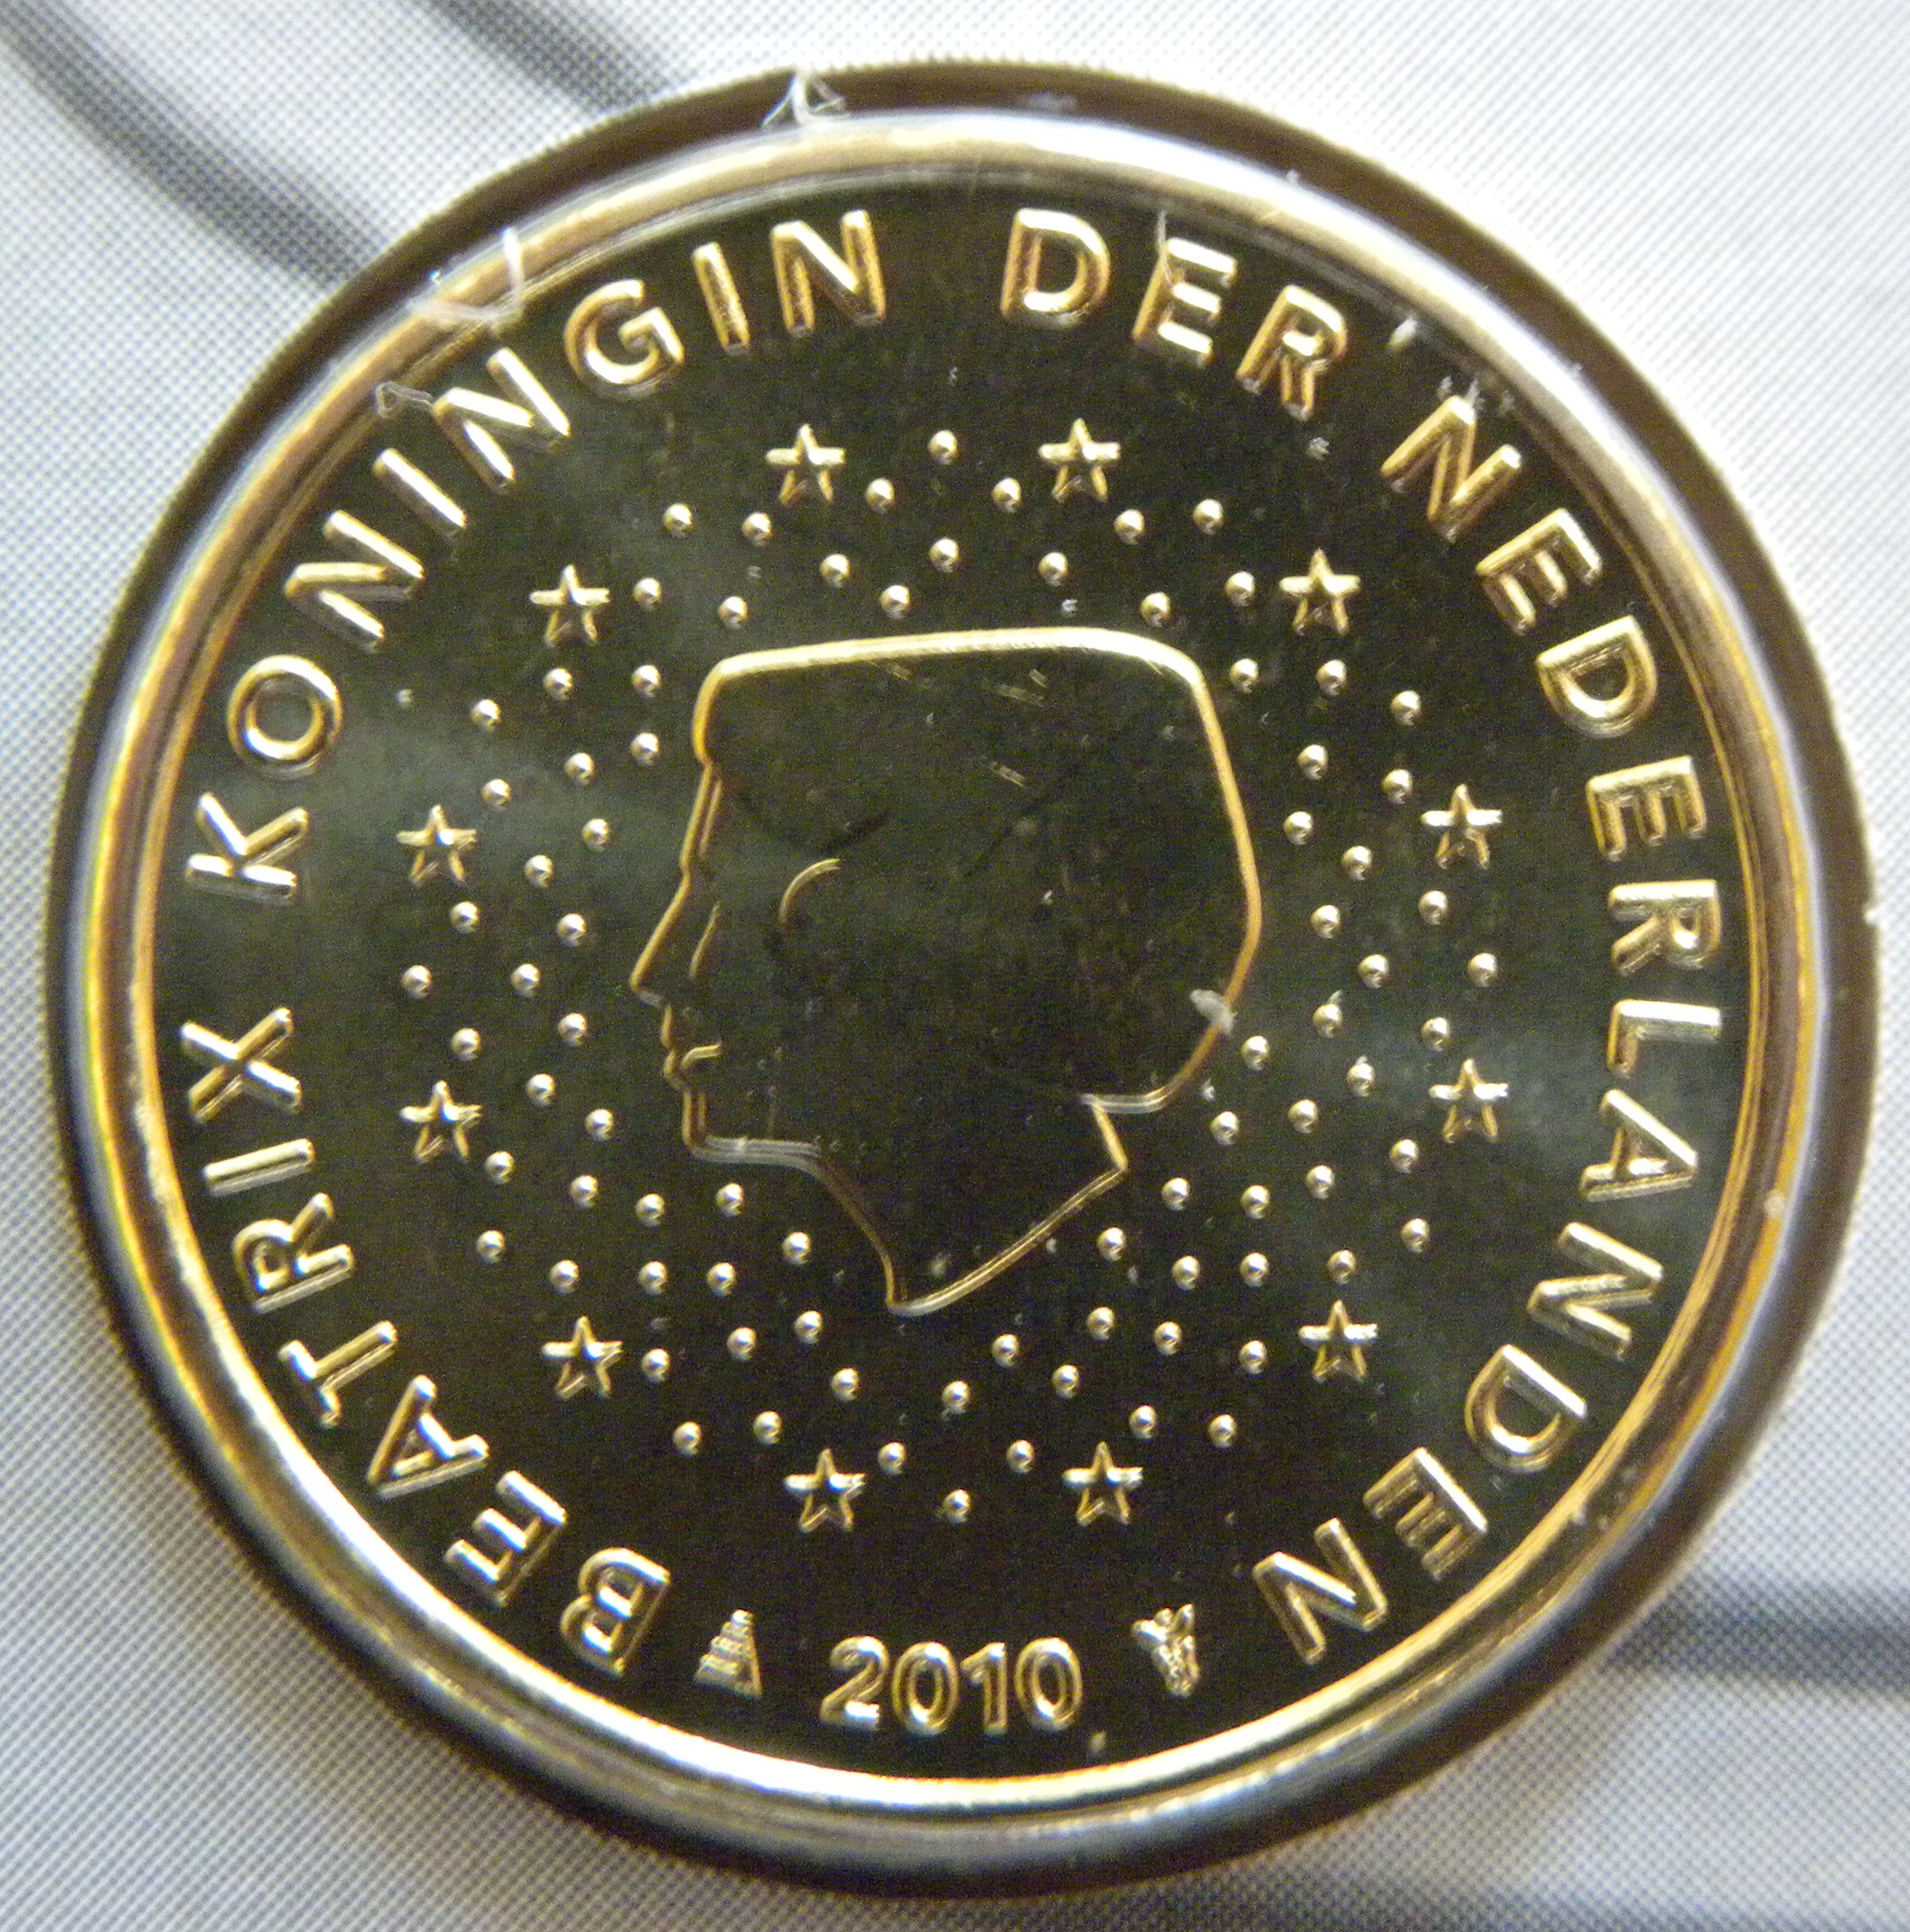 BEATRIX KONINGIN DER NEDERLANDEN
2010